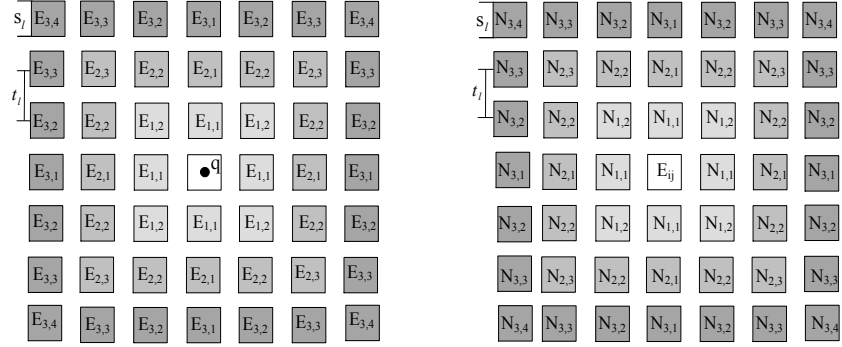 s_l E_{3,4} E_{3,3} E_{3,2} E_{3,1} E_{3,2} E_{3,3} E_{3,4}
E_{3,3} E_{2,3} E_{2,2} E_{2,1} E_{2,2} E_{2,3} E_{3,3}
t_l
E_{3,2} E_{2,2} E_{1,2} E_{1,1} E_{1,2} E_{2,2} E_{3,2}
E_{3,1} E_{2,1} E_{1,1} q E_{1,1} E_{2,1} E_{3,1}
E_{3,2} E_{2,2} E_{1,2} E_{1,1} E_{1,2} E_{2,2} E_{3,2}
E_{3,3} E_{2,3} E_{2,2} E_{2,1} E_{2,2} E_{2,3} E_{3,3}
E_{3,4} E_{3,3} E_{3,2} E_{3,1} E_{3,2} E_{3,3} E_{3,4}
s_l N_{3,4} N_{3,3} N_{3,2} N_{3,1} N_{3,2} N_{3,3} N_{3,4}
N_{3,3} N_{2,3} N_{2,2} N_{2,1} N_{2,2} N_{2,3} N_{3,3}
t_l
N_{3,2} N_{2,2} N_{1,2} N_{1,1} N_{1,2} N_{2,2} N_{3,2}
N_{3,1} N_{2,1} N_{1,1} E_{ij} N_{1,1} N_{2,1} N_{3,1}
N_{3,2} N_{2,2} N_{1,2} N_{1,1} N_{1,2} N_{2,2} N_{3,2}
N_{3,3} N_{2,3} N_{2,2} N_{2,1} N_{2,2} N_{2,3} N_{3,3}
N_{3,4} N_{3,3} N_{3,2} N_{3,1} N_{3,2} N_{3,3} N_{3,4}